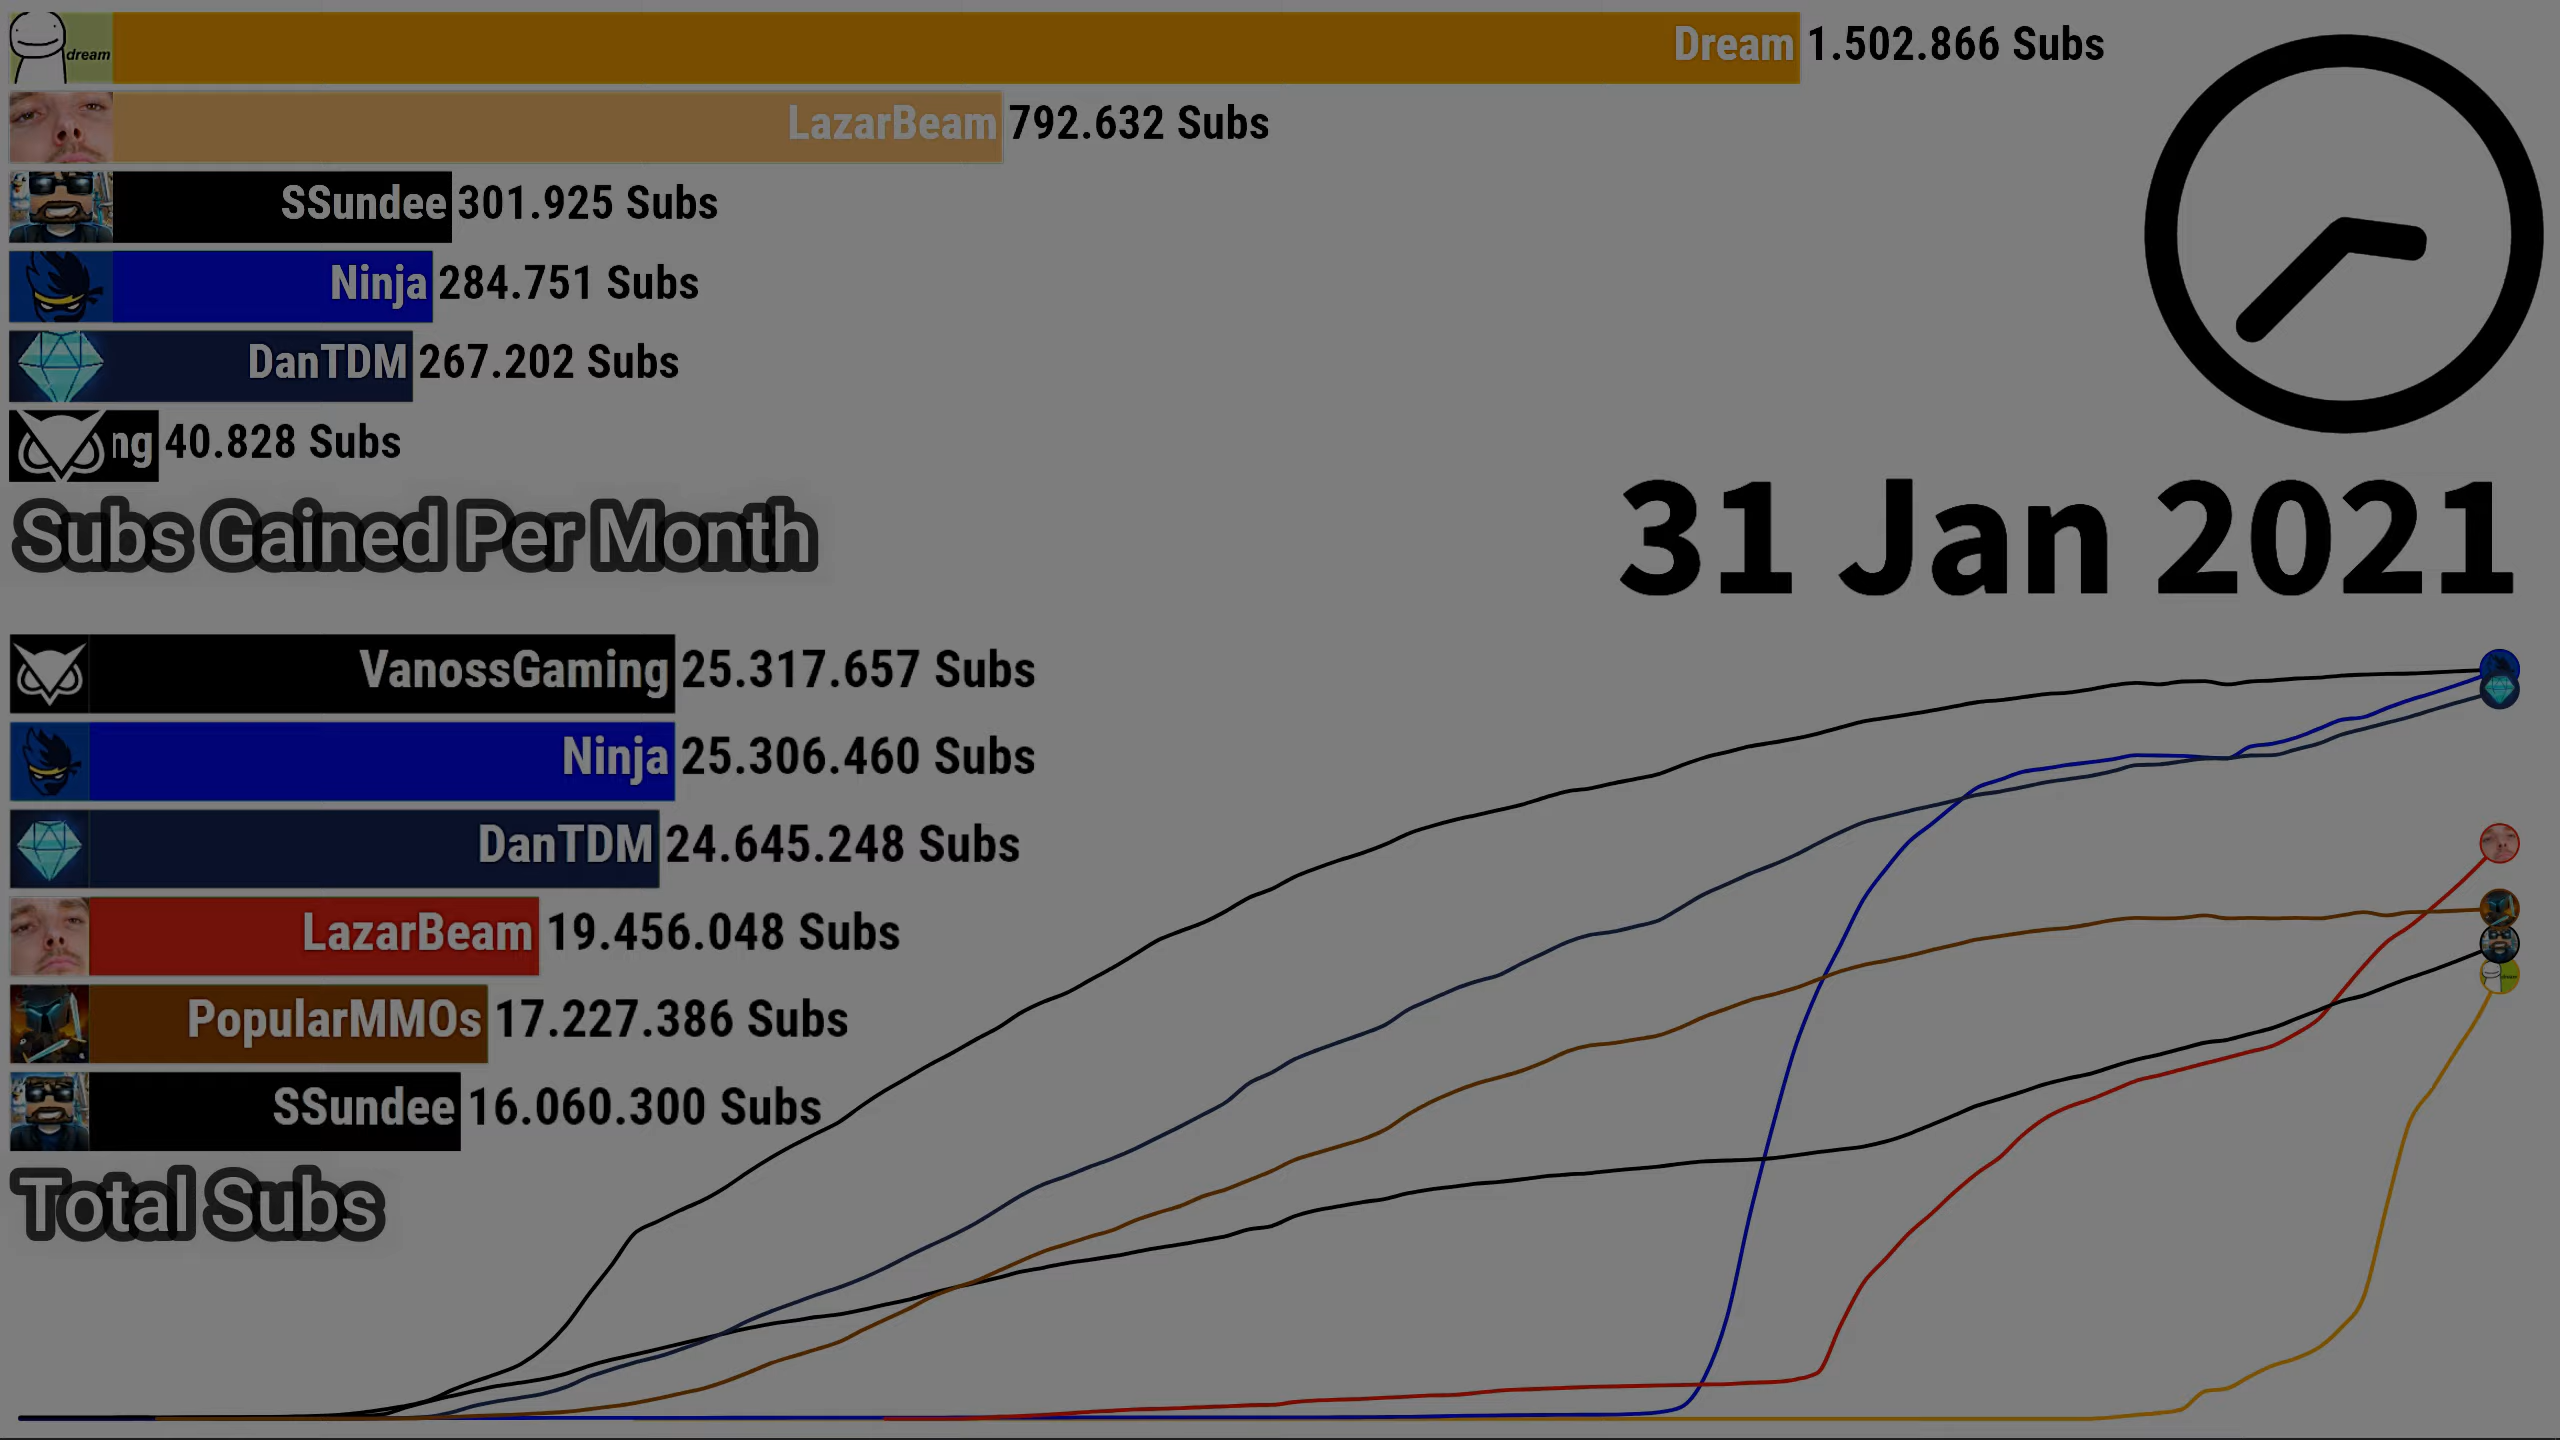 dream
Dream 1.502.866 Subs
LazarBeam 792.632 Subs
SSundee 301.925 Subs
Ninja 284.751 Subs
DanTDM 267.202 Subs
ng 40.828 Subs
Subs Gained Per Month
31 Jan 2021
VanossGaming 25.317.657 Subs
Ninja 25.306.460 Subs
DanTDM 24.645.248 Subs
LazarBeam 19.456.048 Subs
PopularMMOs 17.227.386 Subs
SSundee 16.060.300 Subs
Total Subs